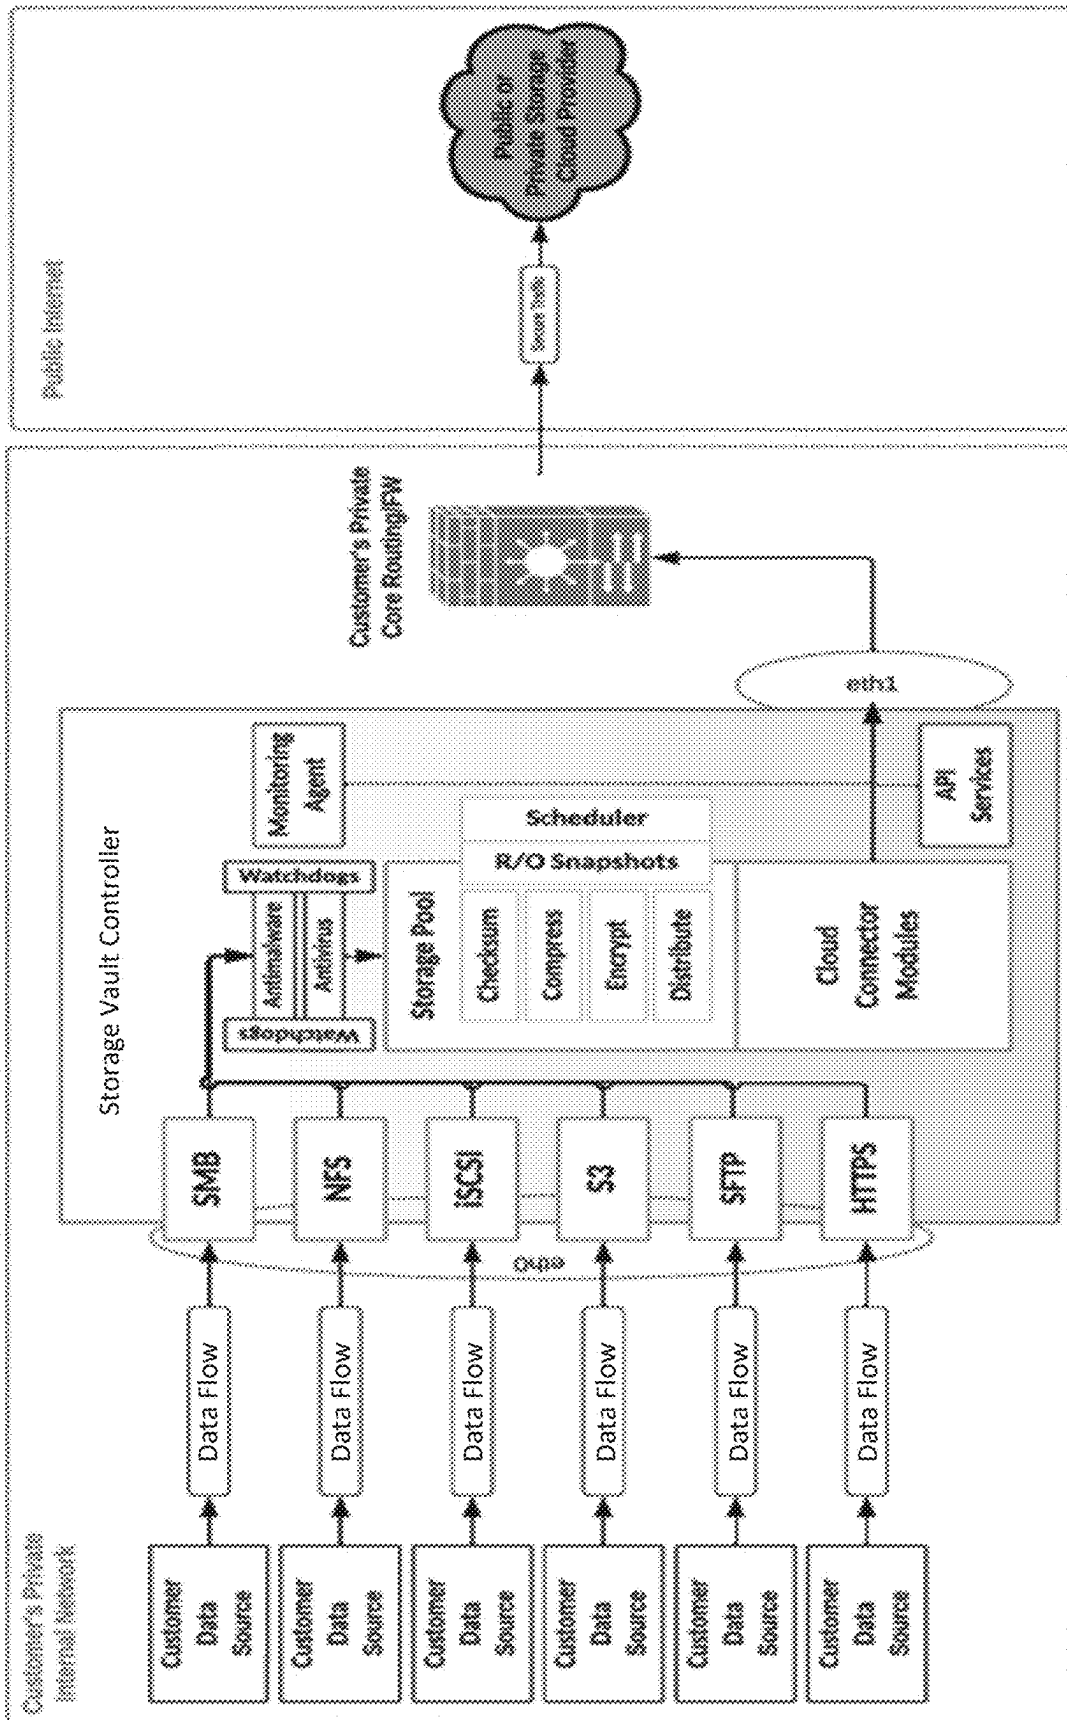 Customer's Private
Internal Network
Customer
Data
Source
Customer
Data
Source
Customer
Data
Source
Customer
Data
Source
Customer
Data
Source
Customer
Data
Source
Data Flow
Data Flow
Data Flow
Data Flow
Data Flow
Data Flow
eth0
Storage Vault Controller
SMB
NFS
iSCSI
S3
SFTP
HTTPS
Watchdogs
Antimalware
Antivirus
Watchdogs
Storage Pool
Checksum
Compress
Encrypt
Distribute
R/O Snapshots
Scheduler
Cloud
Connector
Modules
Monitoring
Agent
API
Services
eth1
Customer's Private
Core Routing/FW
Public Internet
Smart Traffic
Public or
Private Storage
Cloud Provider